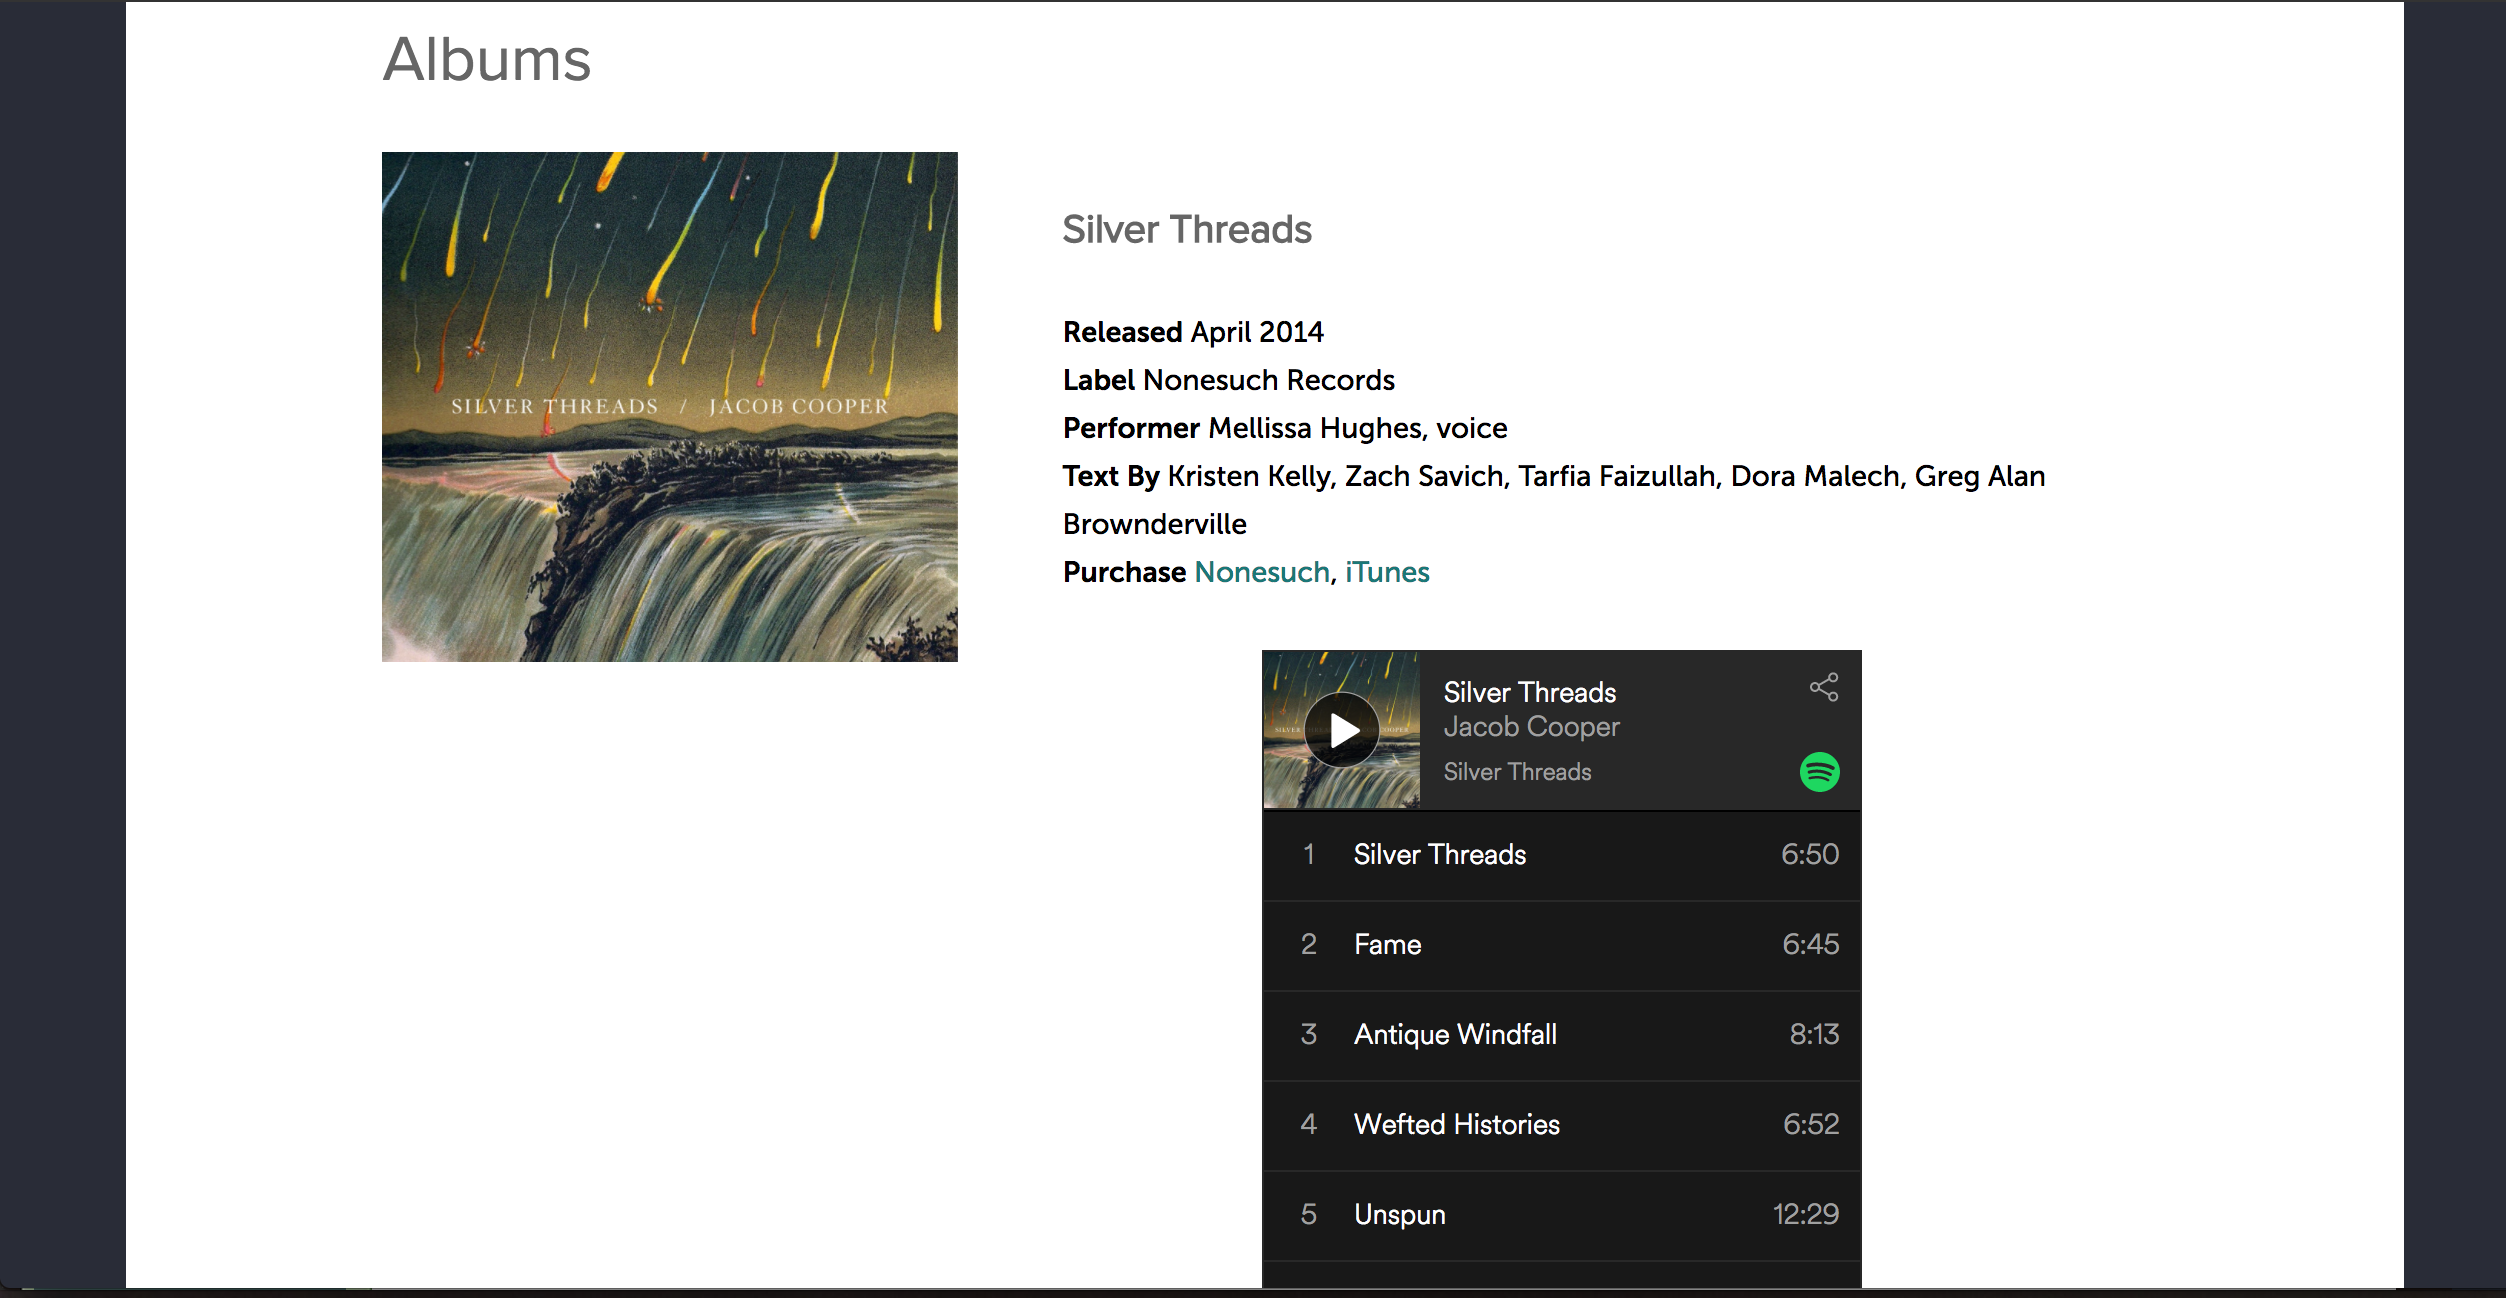 Albums
SILVER THREADS / JACOB COOPER
Silver Threads
Released April 2014
Label Nonesuch Records
Performer Mellissa Hughes, voice
Text By Kristen Kelly, Zach Savich, Tarfia Faizullah, Dora Malech, Greg Alan
Brownderville
Purchase Nonesuch, iTunes
Silver Threads
Jacob Cooper
Silver Threads
SILVER COOPER
1 Silver Threads 6:50
2 Fame 6:45
3 Antique Windfall 8:13
4 Wefted Histories 6:52
5 Unspun 12:29